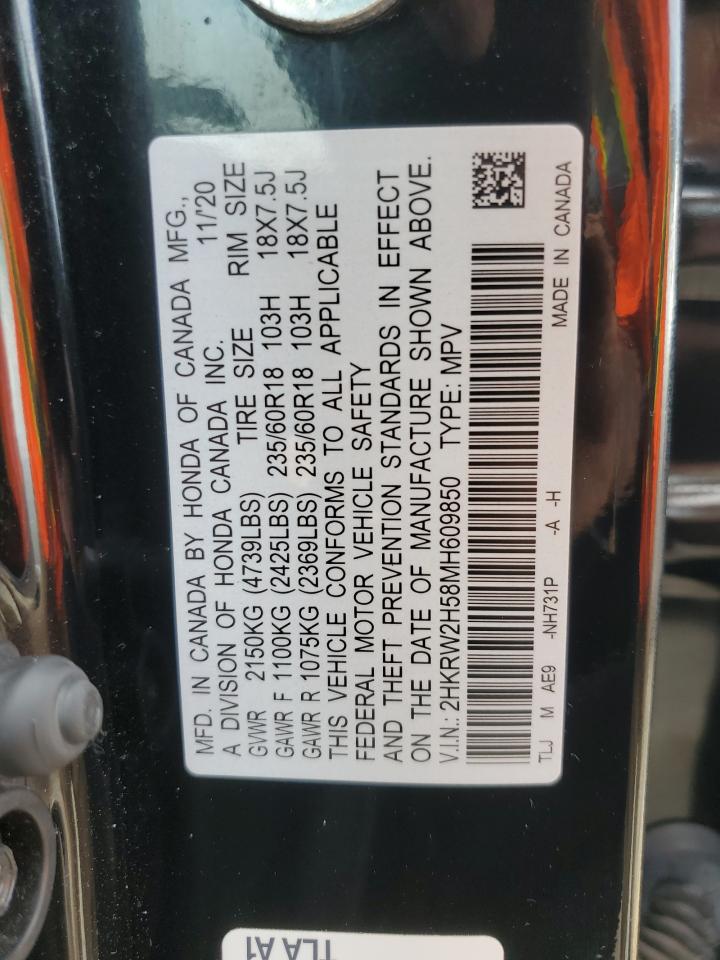 MFD. IN CANADA BY HONDA OF CANADA MFG.,
A DIVISION OF HONDA CANADA INC. 11/'20
GVWR 2150KG (4739LBS) TIRE SIZE RIM SIZE
GAWR F 1100KG (2425LBS) 235/60R18 103H 18X7.5J
GAWR R 1075KG (2369LBS) 235/60R18 103H 18X7.5J
THIS VEHICLE CONFORMS TO ALL APPLICABLE
FEDERAL MOTOR VEHICLE SAFETY
AND THEFT PREVENTION STANDARDS IN EFFECT
ON THE DATE OF MANUFACTURE SHOWN ABOVE.
V.I.N.: 2HKRW2H58MH609850 TYPE: MPV
TLJ M AE9 -NH731P -A -H MADE IN CANADA
TLA A1